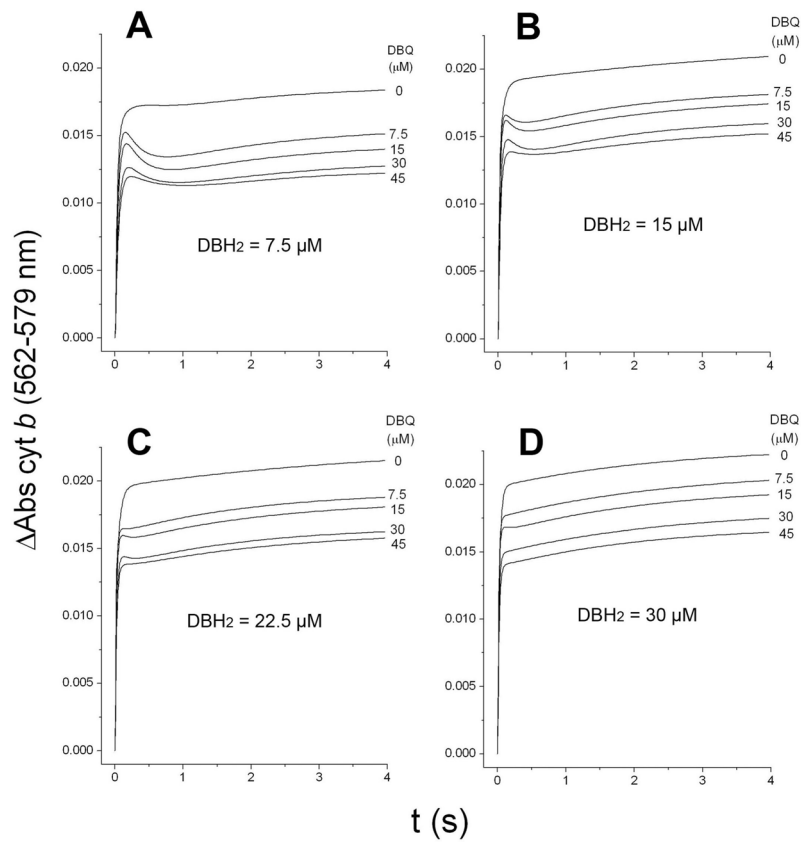 A
DBQ
(µM)
0.020
0
0.015
7.5
15
30
45
0.010
DBH2 = 7.5 µM
0.005
0.000
0 1 2 3 4
B
DBQ
(µM)
0
0.020
7.5
15
0.015
30
45
0.010
DBH2 = 15 µM
0.005
0.000
0 1 2 3 4
ΔAbs cyt b (562-579 nm)
C
DBQ
(µM)
0
0.020
7.5
15
0.015
30
45
0.010
DBH2 = 22.5 µM
0.005
0.000
0 1 2 3 4
D
DBQ
(µM)
0
0.020
7.5
15
30
0.015
45
0.010
DBH2 = 30 µM
0.005
0.000
0 1 2 3 4
t (s)